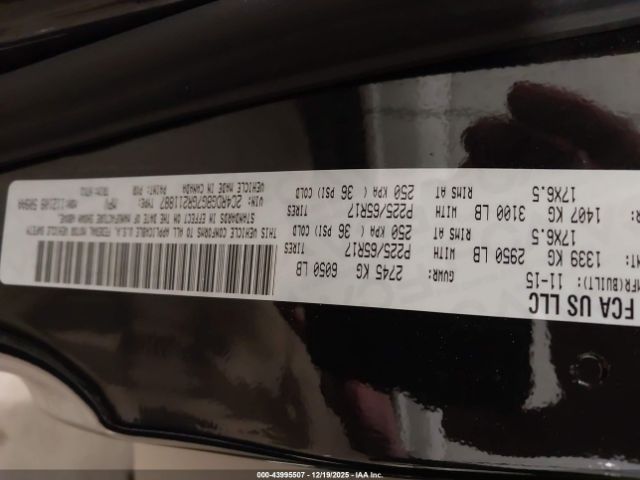 FCA US LLC
MFR(BUILT): 11-15 GVWR: 2745 KG 6050 LB
NT 1339 KG 2950 LB WITH P225/65R17 TIRES
17X6.5 RIMS AT 250 KPA ( 36 PSI) COLD
1407 KG 3100 LB WITH P225/65R17 TIRES
17X6.5 RIMS AT 250 KPA ( 36 PSI) COLD
THIS VEHICLE CONFORMS TO ALL APPLICABLE U.S.A. FEDERAL MOTOR VEHICLE SAFETY
STANDARDS IN EFFECT ON THE DATE OF MANUFACTURE SHOWN ABOVE.
VIN: 2C4RDGBG7GR211887 MPV
VEHICLE MADE IN CANADA PAINT: TRIM:
000-43995507 - 12/19/2025 - IAA, Inc.